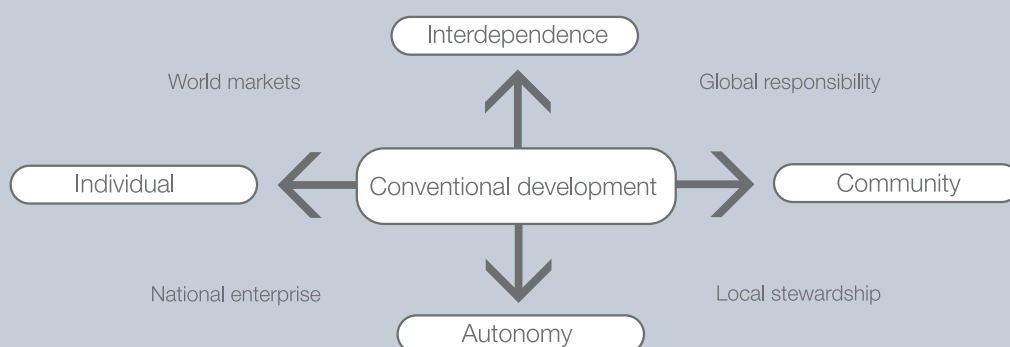 Interdependence
World markets
Global responsibility
Individual
Conventional development
Community
National enterprise
Local stewardship
Autonomy